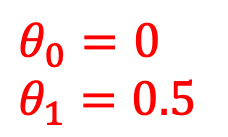 θ₀ = 0
θ₁ = 0.5